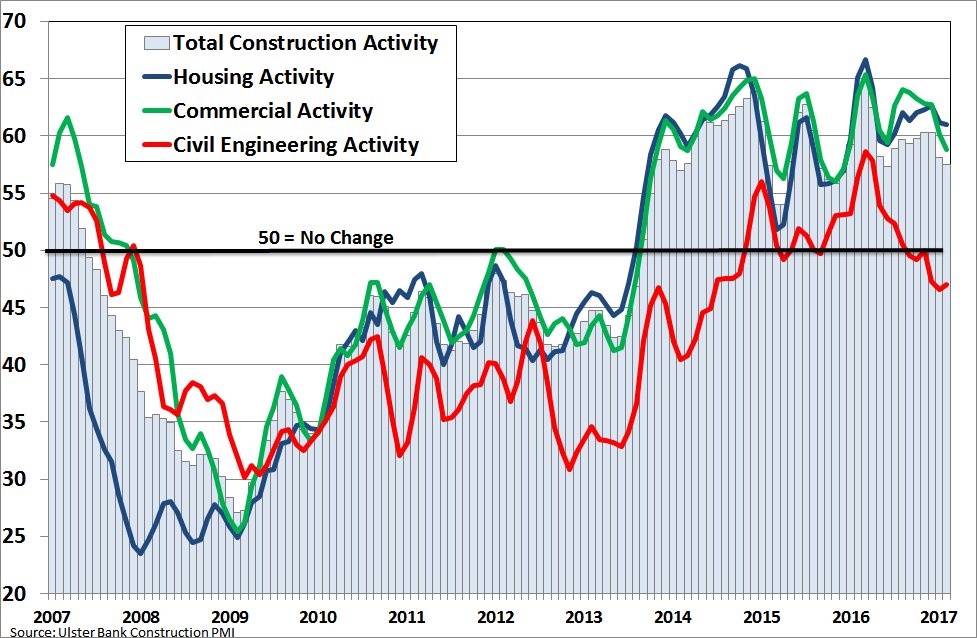 70
65
60
55
50
45
40
35
30
25
20
Total Construction Activity
Housing Activity
Commercial Activity
Civil Engineering Activity
50 = No Change
2007 2008 2009 2010 2011 2012 2013 2014 2015 2016 2017
Source: Ulster Bank Construction PMI